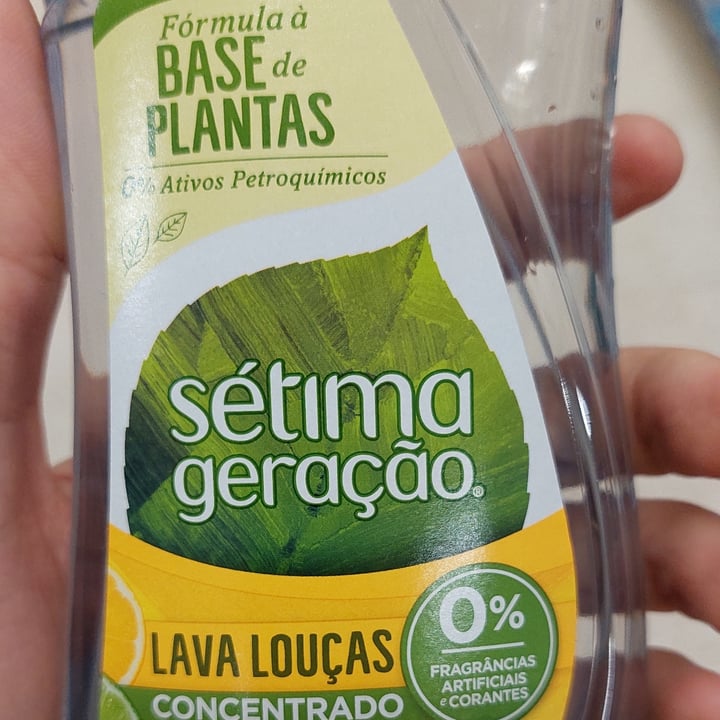 Fórmula à
BASE de
PLANTAS
0% Ativos Petroquímicos
sétima
geração®
LAVA LOUÇAS
CONCENTRADO
0%
FRAGRÂNCIAS
ARTIFICIAIS
e CORANTES